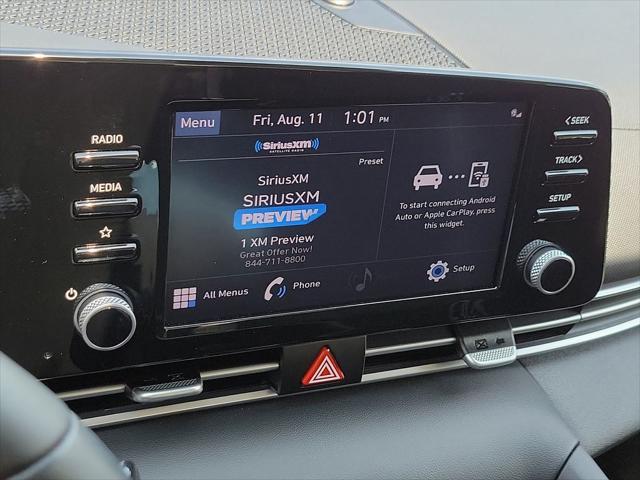 Menu
Fri, Aug. 11
1:01 PM
SiriusXM
SATELLITE RADIO
Preset
SiriusXM
SIRIUSXM
PREVIEW
1 XM Preview
Great Offer Now!
844-711-8800
To start connecting Android
Auto or Apple CarPlay, press
this widget.
All Menus
Phone
Setup
RADIO
MEDIA
<SEEK
TRACK>
SETUP